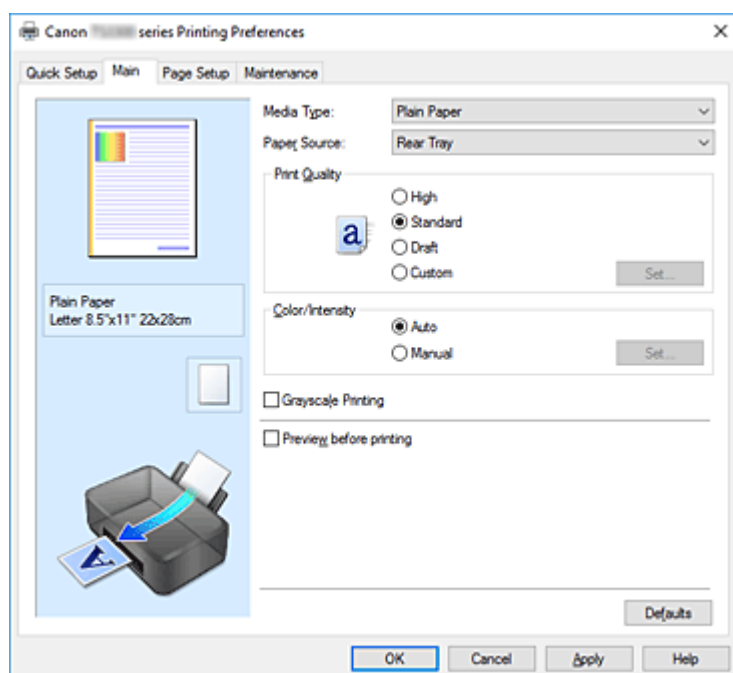 Canon series Printing Preferences
Quick Setup Main Page Setup Maintenance
Media Type: Plain Paper
Paper Source: Rear Tray
Print Quality
High
a
Standard
Draft
Custom Set...
Plain Paper
Letter 8.5"x11" 22x28cm
Color/Intensity
Auto
Manual Set...
Grayscale Printing
Preview before printing
A
Defaults
OK Cancel Apply Help